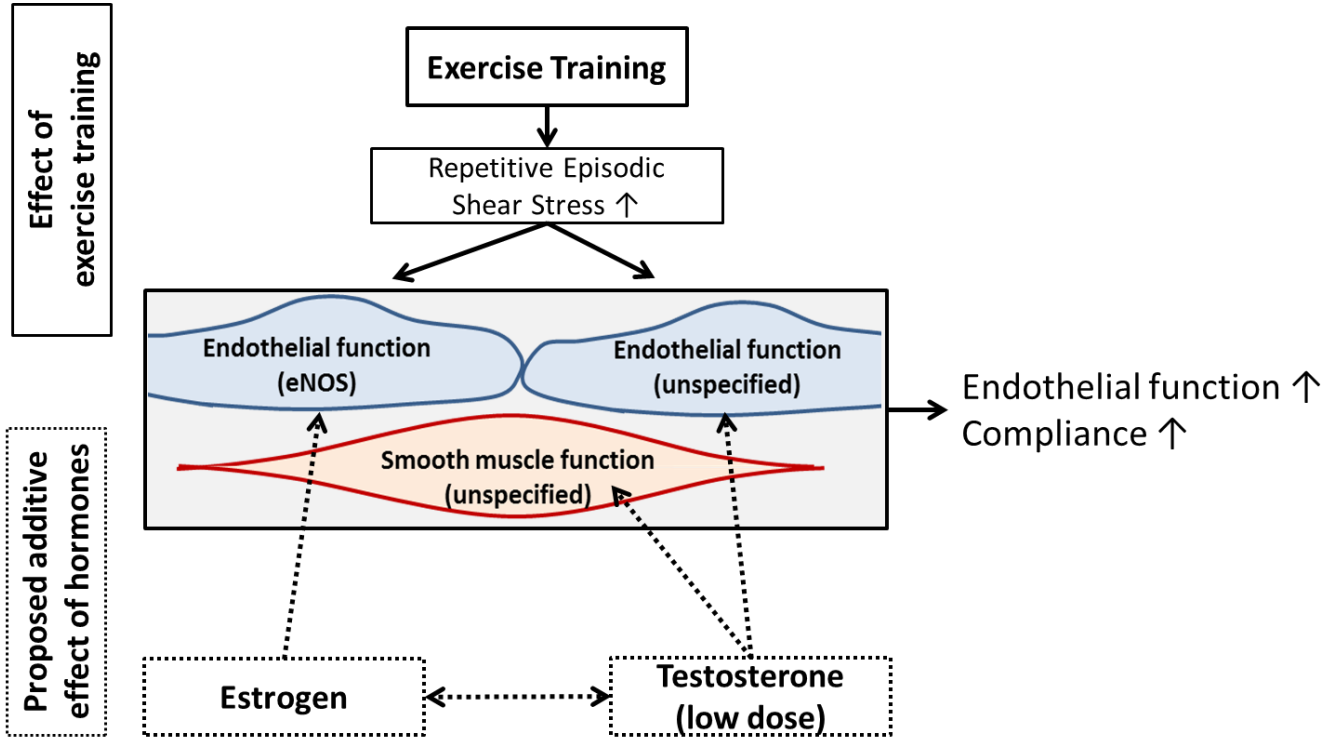 Effect of
exercise training
Exercise Training
Repetitive Episodic
Shear Stress ↑
Endothelial function
(eNOS)
Endothelial function
(unspecified)
Smooth muscle function
(unspecified)
Endothelial function ↑
Compliance ↑
Proposed additive
effect of hormones
Estrogen
Testosterone
(low dose)